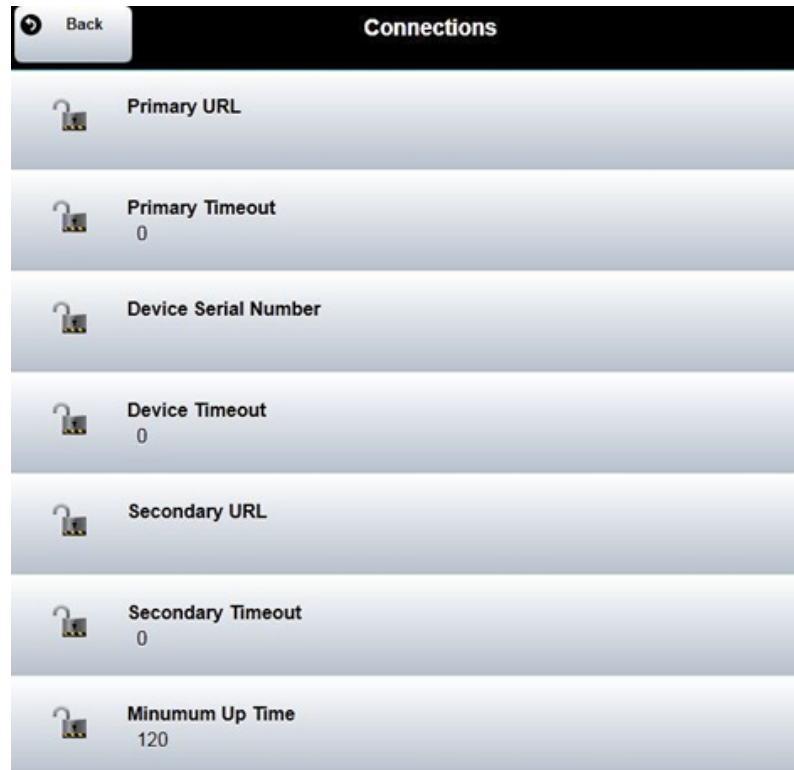 Back
Connections
Primary URL
Primary Timeout
0
Device Serial Number
Device Timeout
0
Secondary URL
Secondary Timeout
0
Minumum Up Time
120